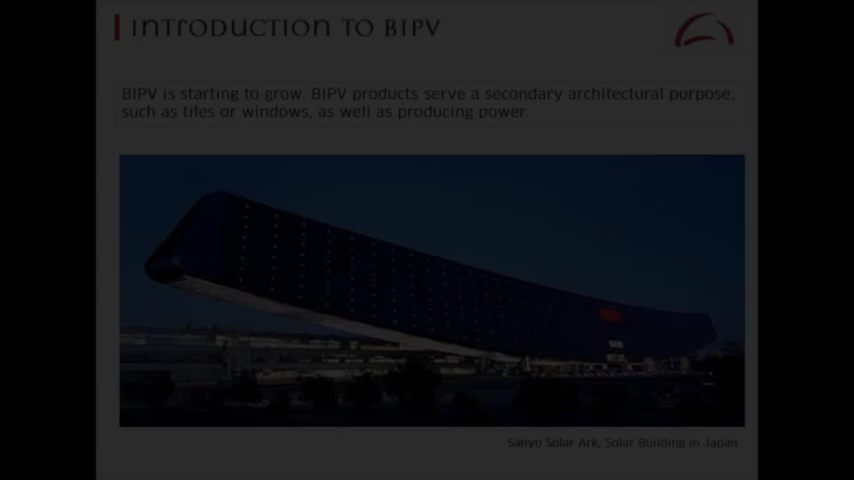 INTRODUCTION TO BIPV
BIPV is starting to grow. BIPV products serve a secondary architectural purpose,
such as tiles or windows, as well as producing power.
Sanyo Solar Ark, Solar Building in Japan